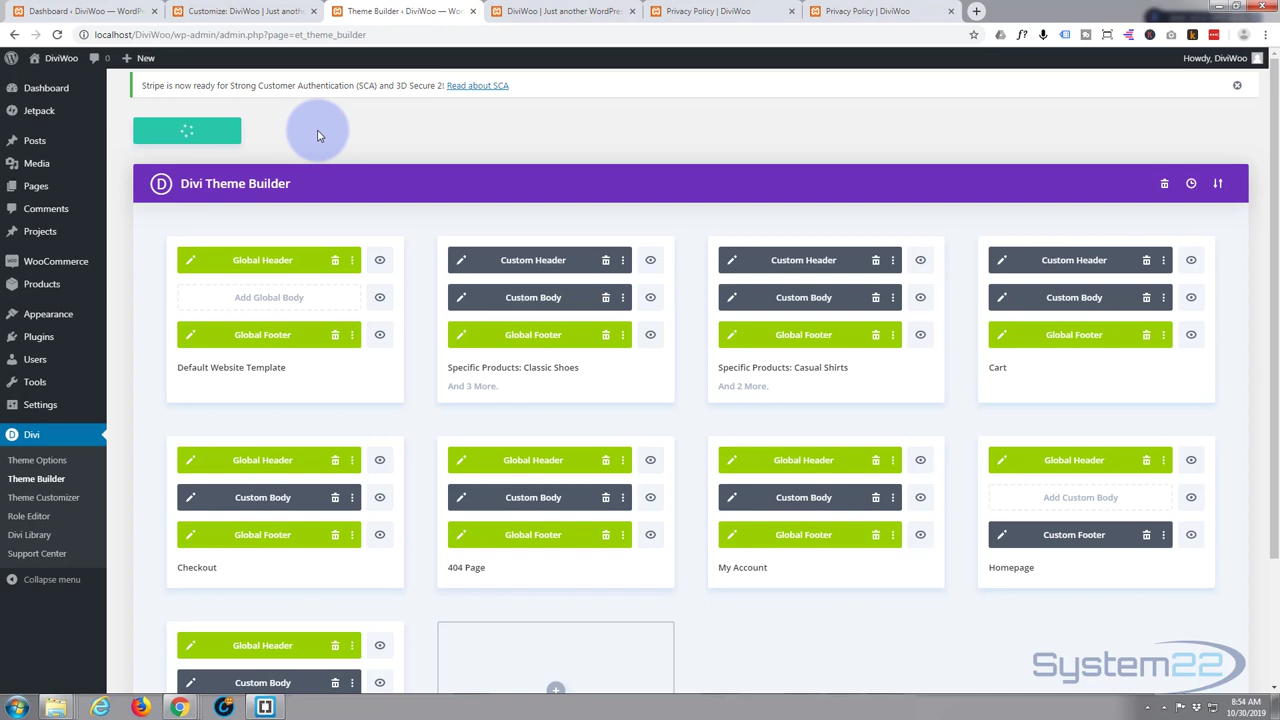 Dashboard ‹ DiviWoo — WordPr
Customize: DiviWoo | Just anoth
Theme Builder ‹ DiviWoo — Wo
DiviWoo | Just another WordPres
Privacy Policy | DiviWoo
Privacy Policy | DiviWoo
localhost/DiviWoo/wp-admin/admin.php?page=et_theme_builder
DiviWoo
0
New
Howdy, DiviWoo
Dashboard
Jetpack
Posts
Media
Pages
Comments
Projects
WooCommerce
Products
Appearance
Plugins
Users
Tools
Settings
Divi
Theme Options
Theme Builder
Theme Customizer
Role Editor
Divi Library
Support Center
Collapse menu
Stripe is now ready for Strong Customer Authentication (SCA) and 3D Secure 2! Read about SCA
Divi Theme Builder
Global Header
Add Global Body
Global Footer
Default Website Template
Custom Header
Custom Body
Global Footer
Specific Products: Classic Shoes
And 3 More.
Custom Header
Custom Body
Global Footer
Specific Products: Casual Shirts
And 2 More.
Custom Header
Custom Body
Global Footer
Cart
Global Header
Custom Body
Global Footer
Checkout
Global Header
Custom Body
Global Footer
404 Page
Global Header
Custom Body
Global Footer
My Account
Global Header
Add Custom Body
Custom Footer
Homepage
Global Header
Custom Body
System22
8:54 AM
10/30/2019